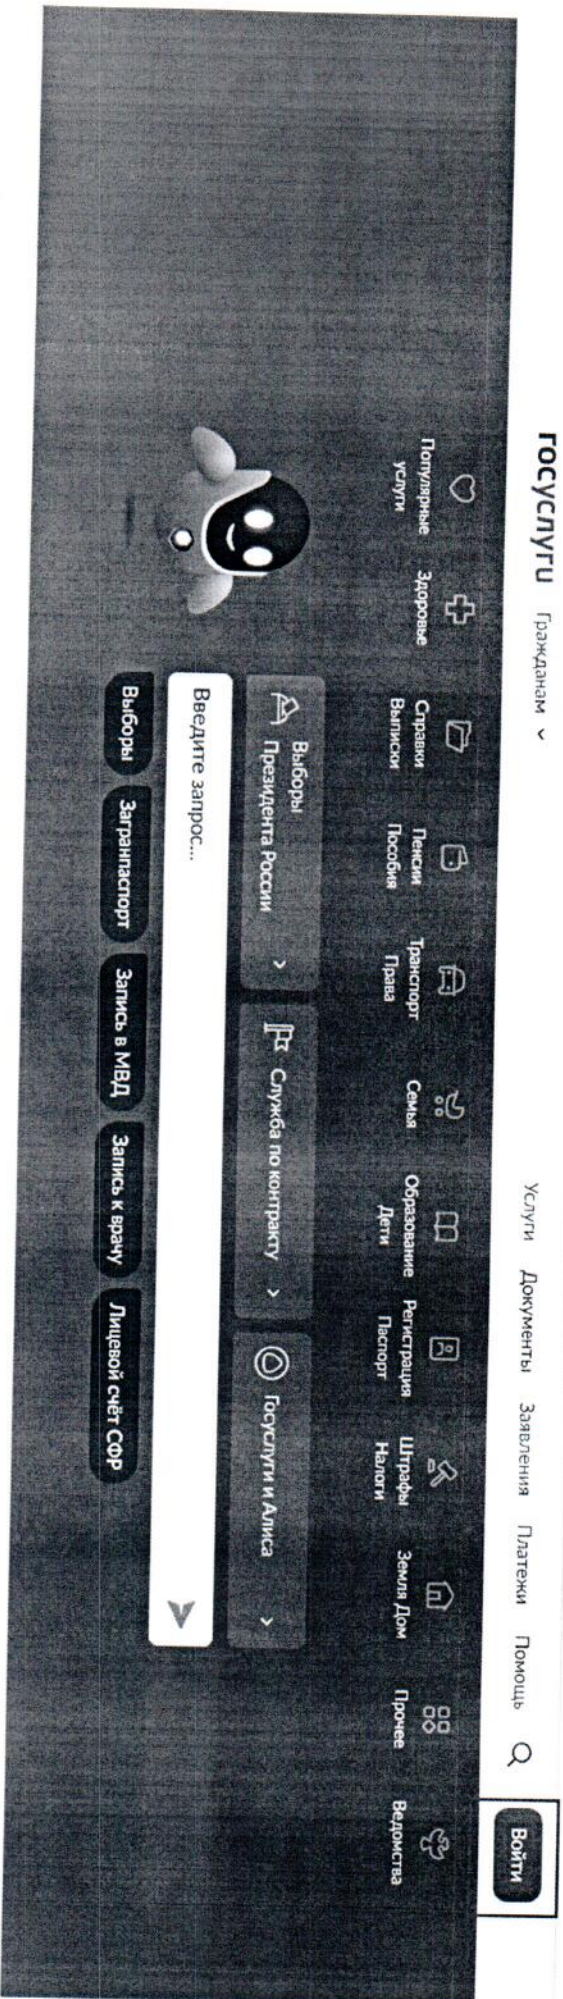 госуслуги Гражданам Услуги Документы Заявления Платежи Помощь Войти
Популярные услуги
Здоровье
Справки Выписки
Пенсии Пособия
Транспорт Права
Семья
Образование Дети
Регистрация Паспорт
Штрафы Налоги
Земля Дом
Прочее
Ведомства
Выборы Президента России
Служба по контракту
Госуслуги и Алиса
Введите запрос...
Выборы Загранпаспорт Запись в МВД Запись к врачу Лицевой счёт СФР